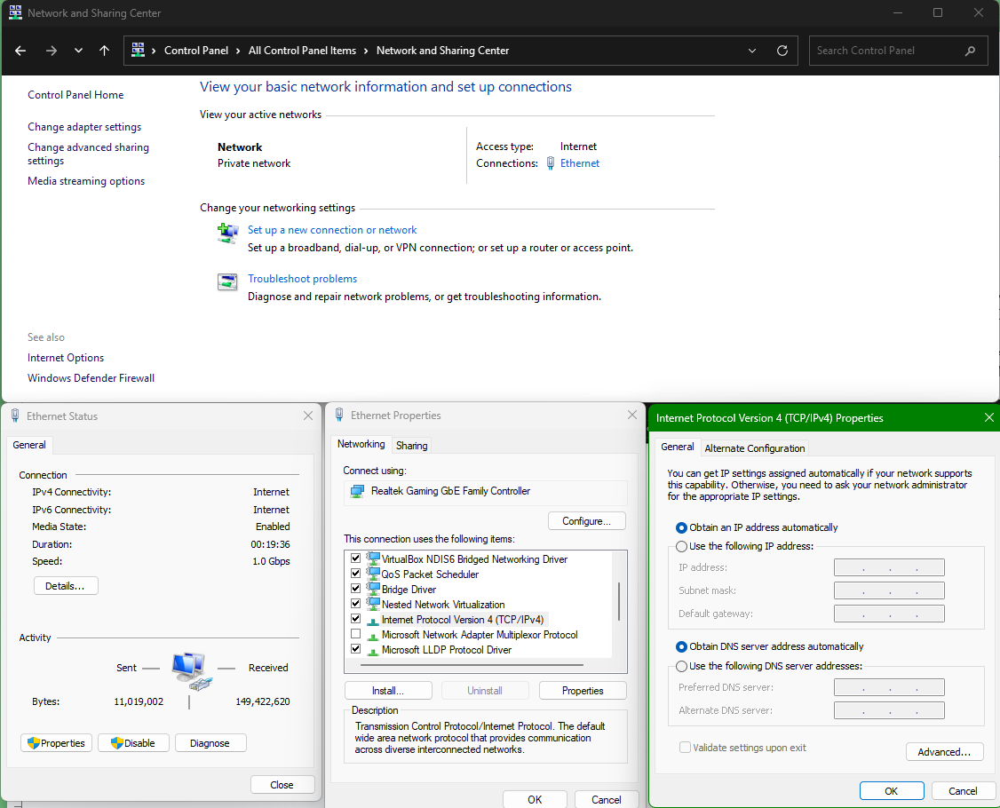 Network and Sharing Center
Control Panel
All Control Panel Items
Network and Sharing Center
Search Control Panel
Control Panel Home
Change adapter settings
Change advanced sharing
settings
Media streaming options
See also
Internet Options
Windows Defender Firewall
View your basic network information and set up connections
View your active networks
Network
Private network
Access type: Internet
Connections: Ethernet
Change your networking settings
Set up a new connection or network
Set up a broadband, dial-up, or VPN connection; or set up a router or access point.
Troubleshoot problems
Diagnose and repair network problems, or get troubleshooting information.
Ethernet Status
General
Connection
IPv4 Connectivity: Internet
IPv6 Connectivity: Internet
Media State: Enabled
Duration: 00:19:36
Speed: 1.0 Gbps
Details...
Activity
Sent Received
Bytes: 11,019,002 149,422,620
Properties Disable Diagnose
Close
Ethernet Properties
Networking Sharing
Connect using:
Realtek Gaming GbE Family Controller
Configure...
This connection uses the following items:
VirtualBox NDIS6 Bridged Networking Driver
QoS Packet Scheduler
Bridge Driver
Nested Network Virtualization
Internet Protocol Version 4 (TCP/IPv4)
Microsoft Network Adapter Multiplexor Protocol
Microsoft LLDP Protocol Driver
Install... Uninstall Properties
Description
Transmission Control Protocol/Internet Protocol. The default
wide area network protocol that provides communication
across diverse interconnected networks.
OK Cancel
Internet Protocol Version 4 (TCP/IPv4) Properties
General Alternate Configuration
You can get IP settings assigned automatically if your network supports
this capability. Otherwise, you need to ask your network administrator
for the appropriate IP settings.
Obtain an IP address automatically
Use the following IP address:
IP address:
Subnet mask:
Default gateway:
Obtain DNS server address automatically
Use the following DNS server addresses:
Preferred DNS server:
Alternate DNS server:
Validate settings upon exit
Advanced...
OK Cancel